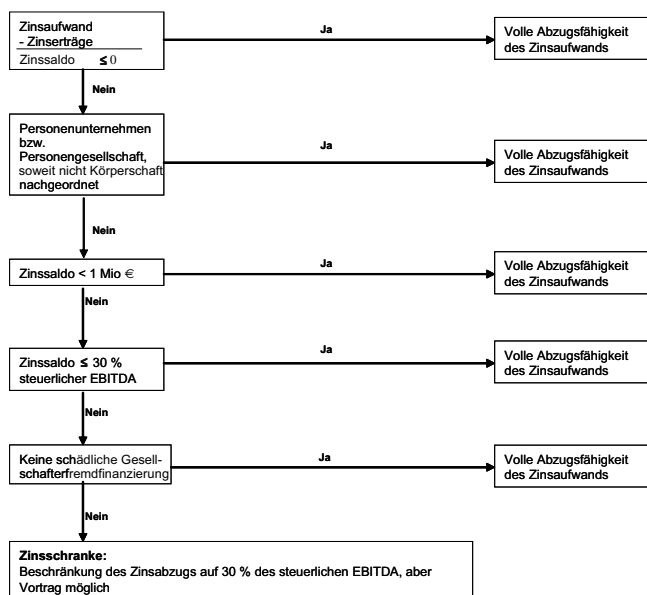 Zinsaufwand
- Zinserträge
Zinssaldo ≤ 0
Ja
Volle Abzugsfähigkeit
des Zinsaufwands
Nein
Personenunternehmen
bzw.
Personengesellschaft,
soweit nicht Körperschaft
nachgeordnet
Ja
Volle Abzugsfähigkeit
des Zinsaufwands
Nein
Zinssaldo < 1 Mio €
Ja
Volle Abzugsfähigkeit
des Zinsaufwands
Nein
Zinssaldo ≤ 30 %
steuerlicher EBITDA
Ja
Volle Abzugsfähigkeit
des Zinsaufwands
Nein
Keine schädliche Gesell-
schafterfremdfinanzierung
Ja
Volle Abzugsfähigkeit
des Zinsaufwands
Nein
Zinsschranke:
Beschränkung des Zinsabzugs auf 30 % des steuerlichen EBITDA, aber
Vortrag möglich